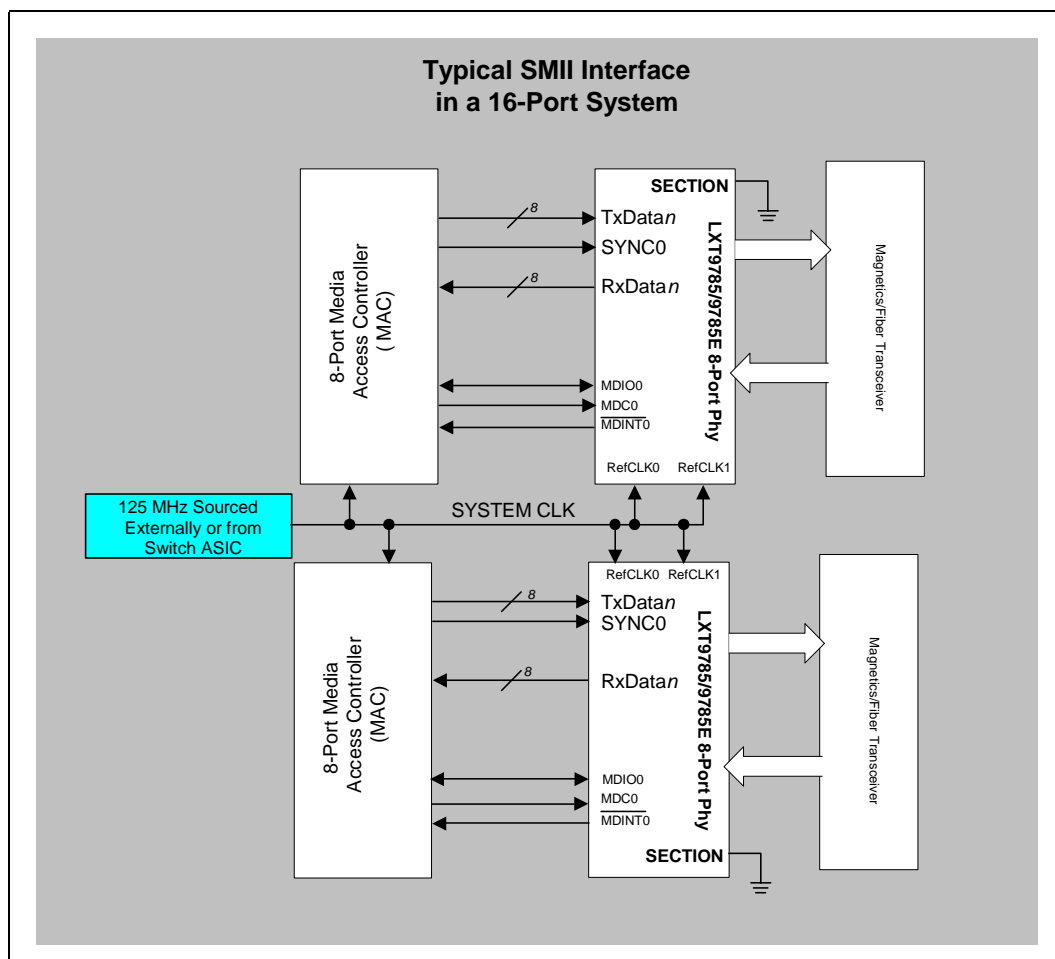 Typical SMII Interface
in a 16-Port System
8-Port Media
Access Controller
( MAC)
8
TxDatan
SYNC0
8
RxDatan
MDIO0
MDC0
MDINT0
SECTION
LXT9785/9785E 8-Port Phy
RefCLK0 RefCLK1
Magnetics/Fiber Transceiver
125 MHz Sourced
Externally or from
Switch ASIC
SYSTEM CLK
8-Port Media
Access Controller
(MAC)
RefCLK0 RefCLK1
8
TxDatan
SYNC0
8
RxDatan
MDIO0
MDC0
MDINT0
SECTION
LXT9785/9785E 8-Port Phy
Magnetics/Fiber Transceiver